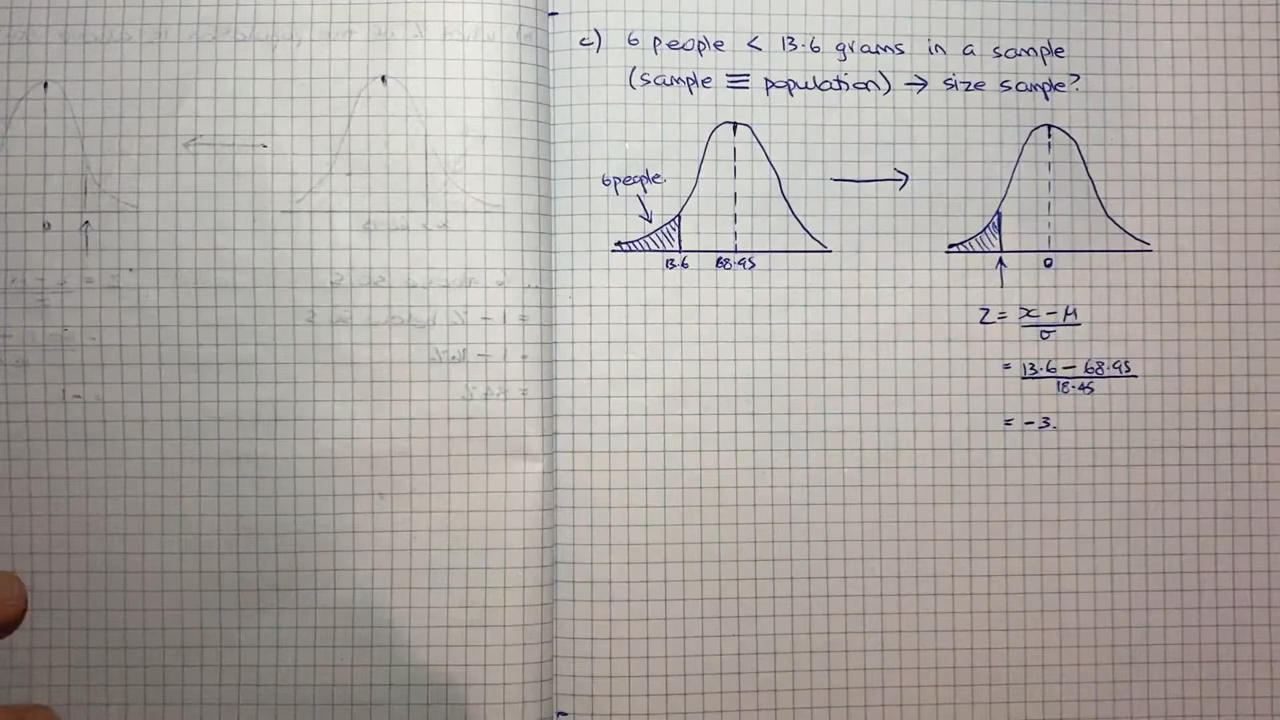 c) 6 people < 13.6 grams in a sample
(sample ≡ population) → size sample?
6 people.
13.6 68.95
0
Z = x - μ
σ
= 13.6 - 68.95
18.45
= -3.